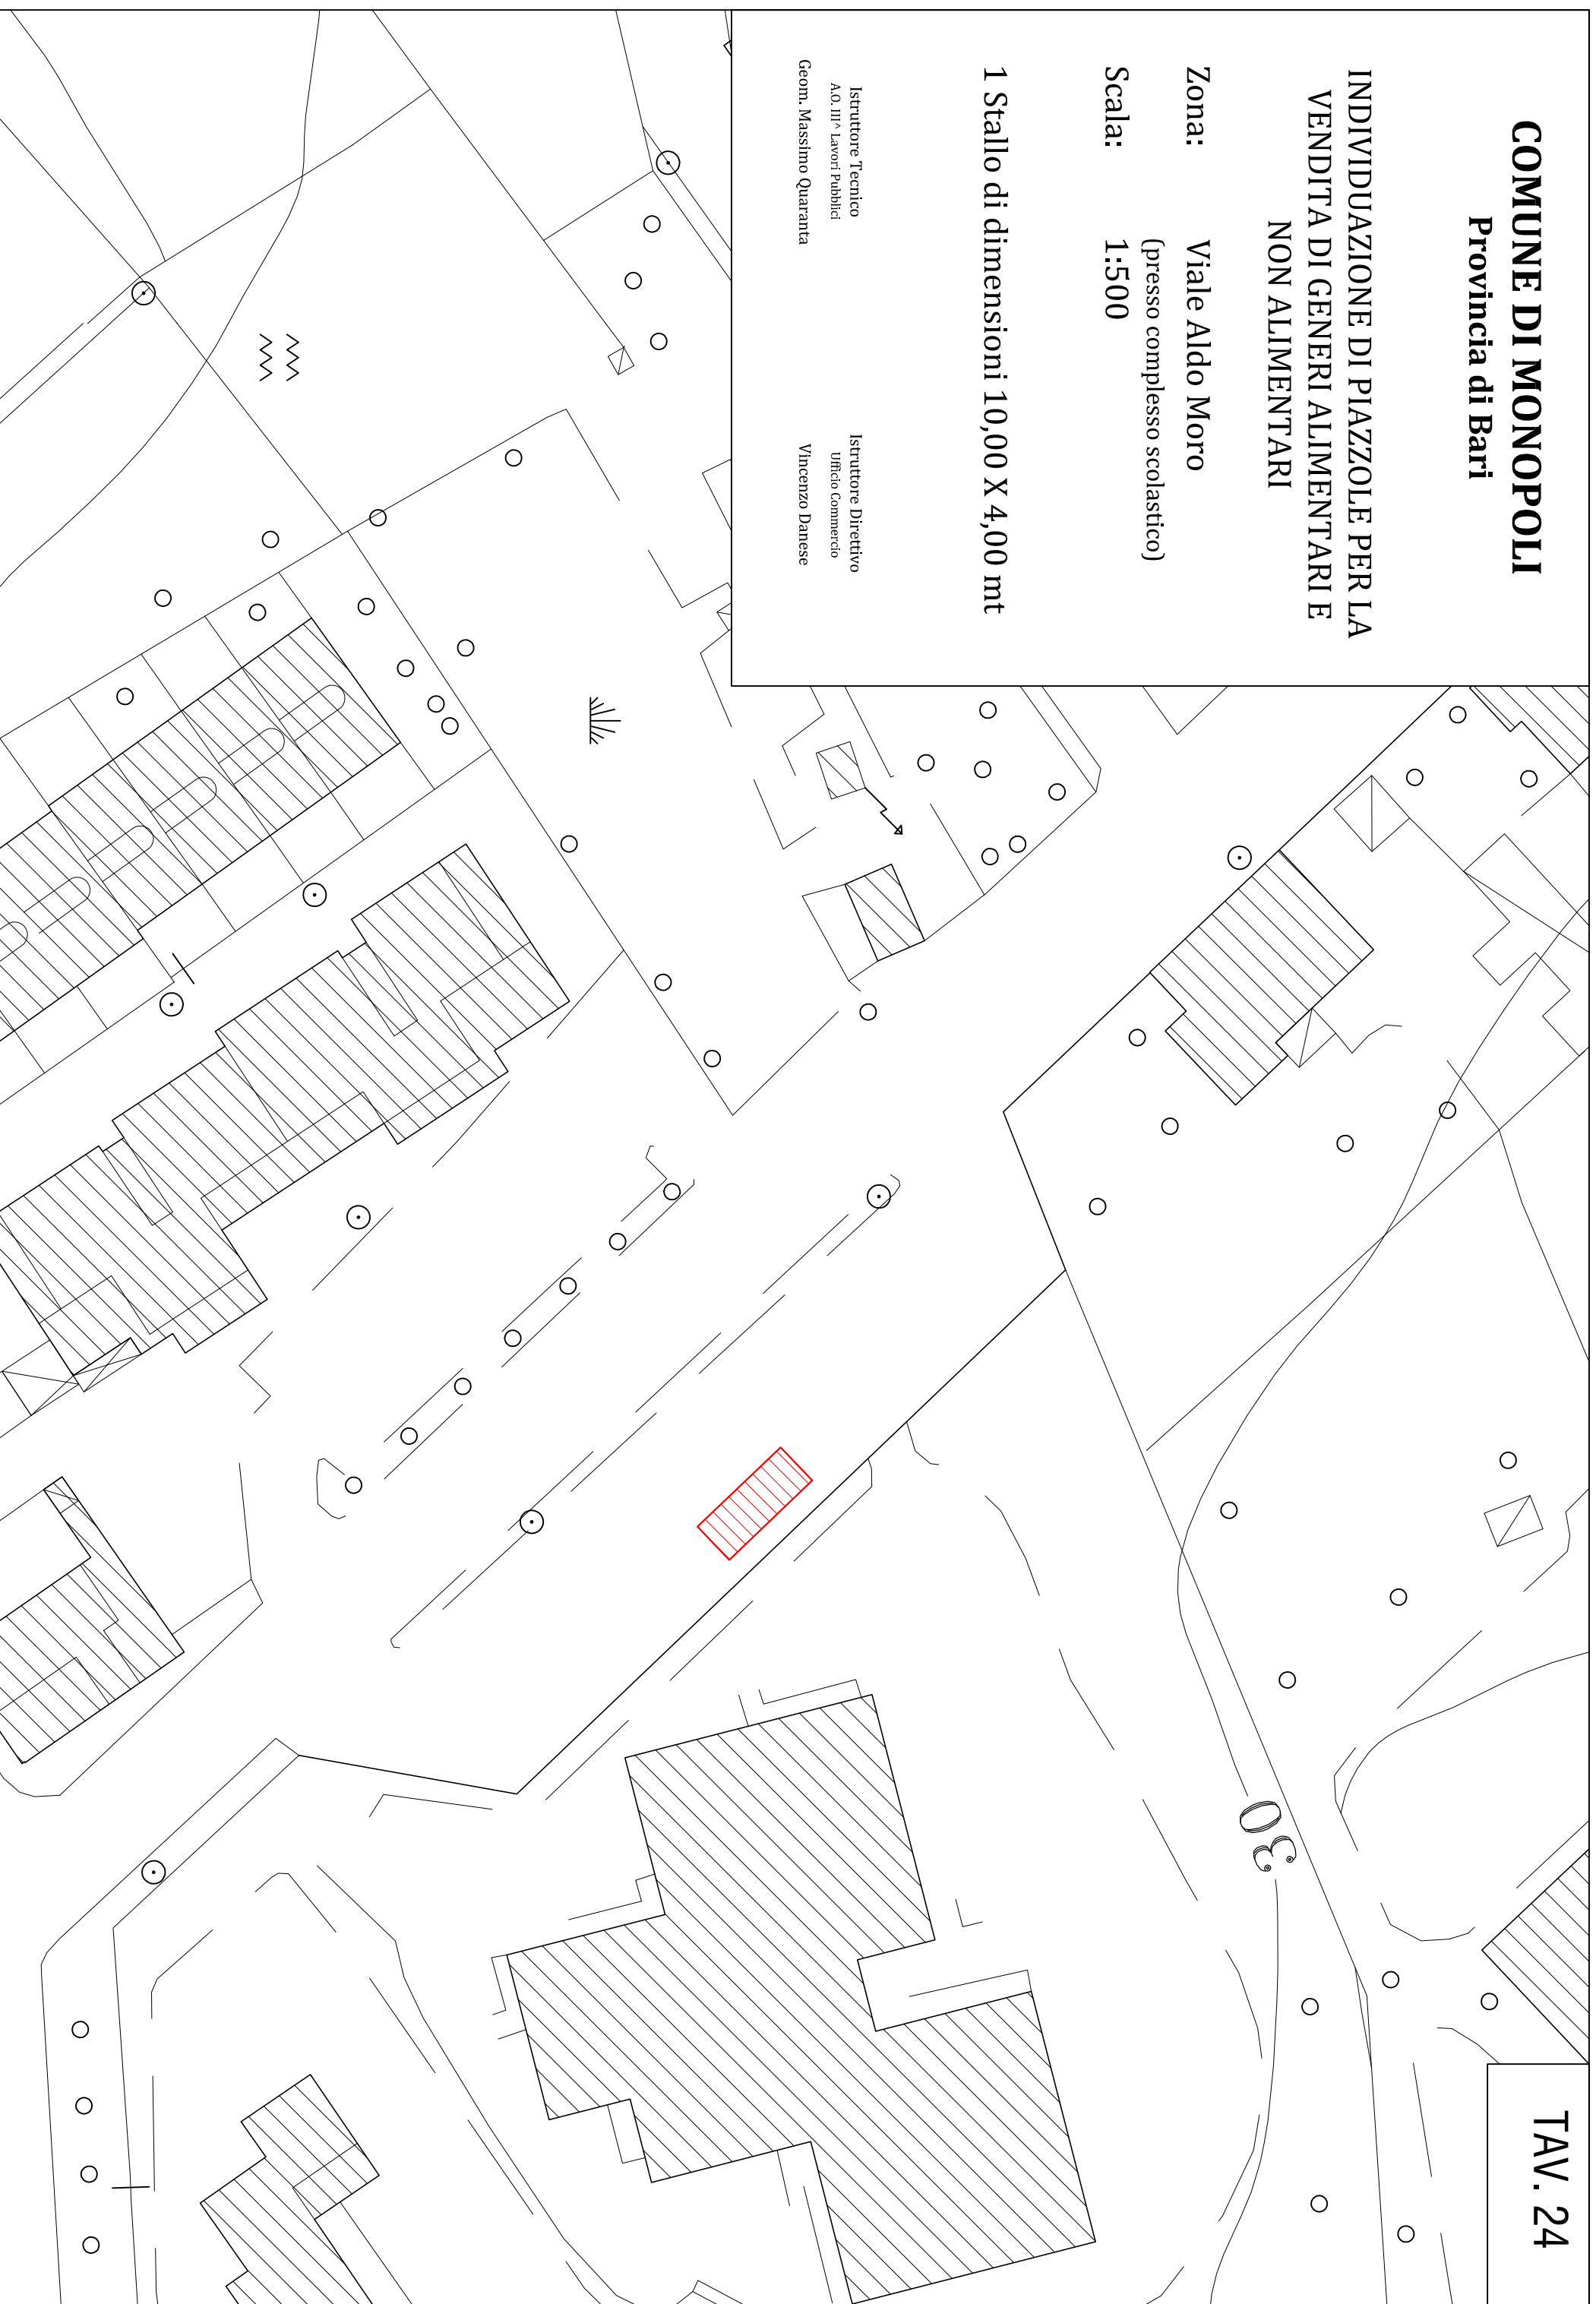 COMUNE DI MONOPOLI
Provincia di Bari
INDIVIDUAZIONE DI PIAZZOLE PER LA
VENDITA DI GENERI ALIMENTARI E
NON ALIMENTARI
Zona: Viale Aldo Moro
(presso complesso scolastico)
Scala: 1:500
1 Stallo di dimensioni 10,00 X 4,00 mt
Istruttore Tecnico
A.O. III^ Lavori Pubblici
Geom. Massimo Quaranta
Istruttore Direttivo
Ufficio Commercio
Vincenzo Danese
30
TAV. 24